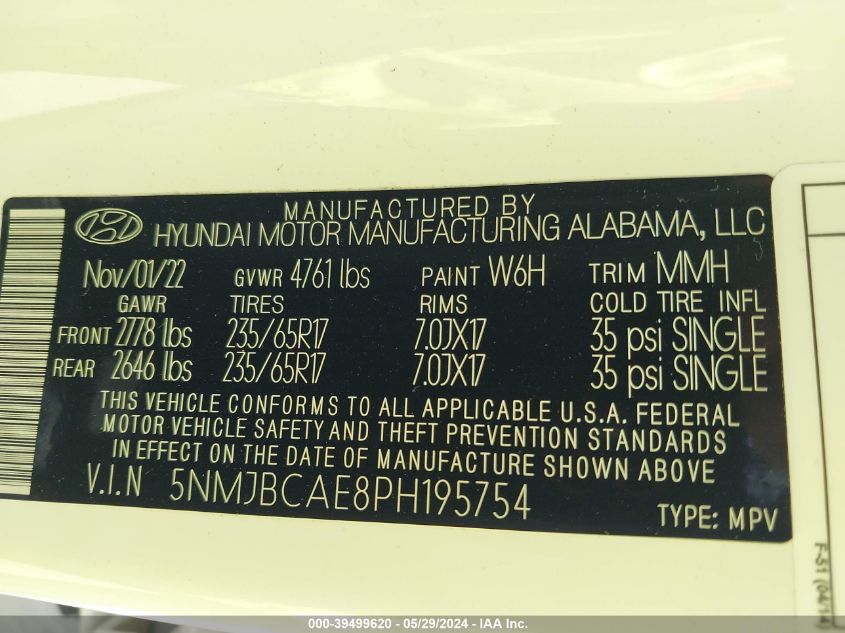 MANUFACTURED BY
HYUNDAI MOTOR MANUFACTURING ALABAMA, LLC
Nov/01/22 GVWR 4761 lbs PAINT W6H TRIM MMH
GAWR TIRES RIMS COLD TIRE INFL
FRONT 2778 lbs 235/65R17 7.0JX17 35 psi SINGLE
REAR 2646 lbs 235/65R17 7.0JX17 35 psi SINGLE
THIS VEHICLE CONFORMS TO ALL APPLICABLE U.S.A. FEDERAL
MOTOR VEHICLE SAFETY AND THEFT PREVENTION STANDARDS
IN EFFECT ON THE DATE OF MANUFACTURE SHOWN ABOVE
V.I.N 5NMJBCAE8PH195754
TYPE: MPV
000-39499620 - 05/29/2024 - IAA Inc.